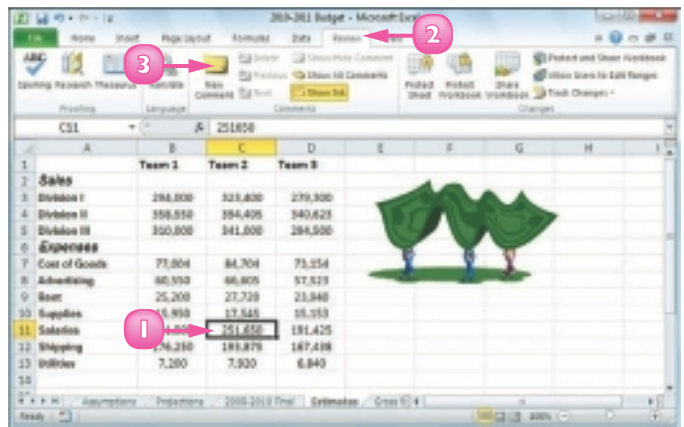 2010-2011 Budget - Microsoft Excel
File Home Insert Page Layout Formulas Data Review 2
3
Spelling Research Thesaurus Translate New Comment Delete Previous Next Show/Hide Comment Show All Comments Show Ink Protect Sheet Protect Workbook Share Workbook Protect and Share Workbook Allow Users to Edit Ranges Track Changes
Proofing Language Comments Changes
C11 251650
A B C D E F G H I
1 Team 1 Team 2 Team 3
2 Sales
3 Division I 294,000 323,400 279,300
4 Division II 358,550 394,405 340,623
5 Division III 310,000 341,000 294,500
6 Expenses
7 Cost of Goods 77,004 84,704 73,154
8 Advertising 60,550 66,605 57,523
9 Rent 25,200 27,720 23,940
10 Supplies 15,950 17,545 15,153
11 Salaries 1 251,650 191,425
12 Shipping 176,250 193,875 167,438
13 Utilities 7,200 7,920 6,840
14
Assumptions Projections 2009-2010 Final Estimates Gross
Ready 100%